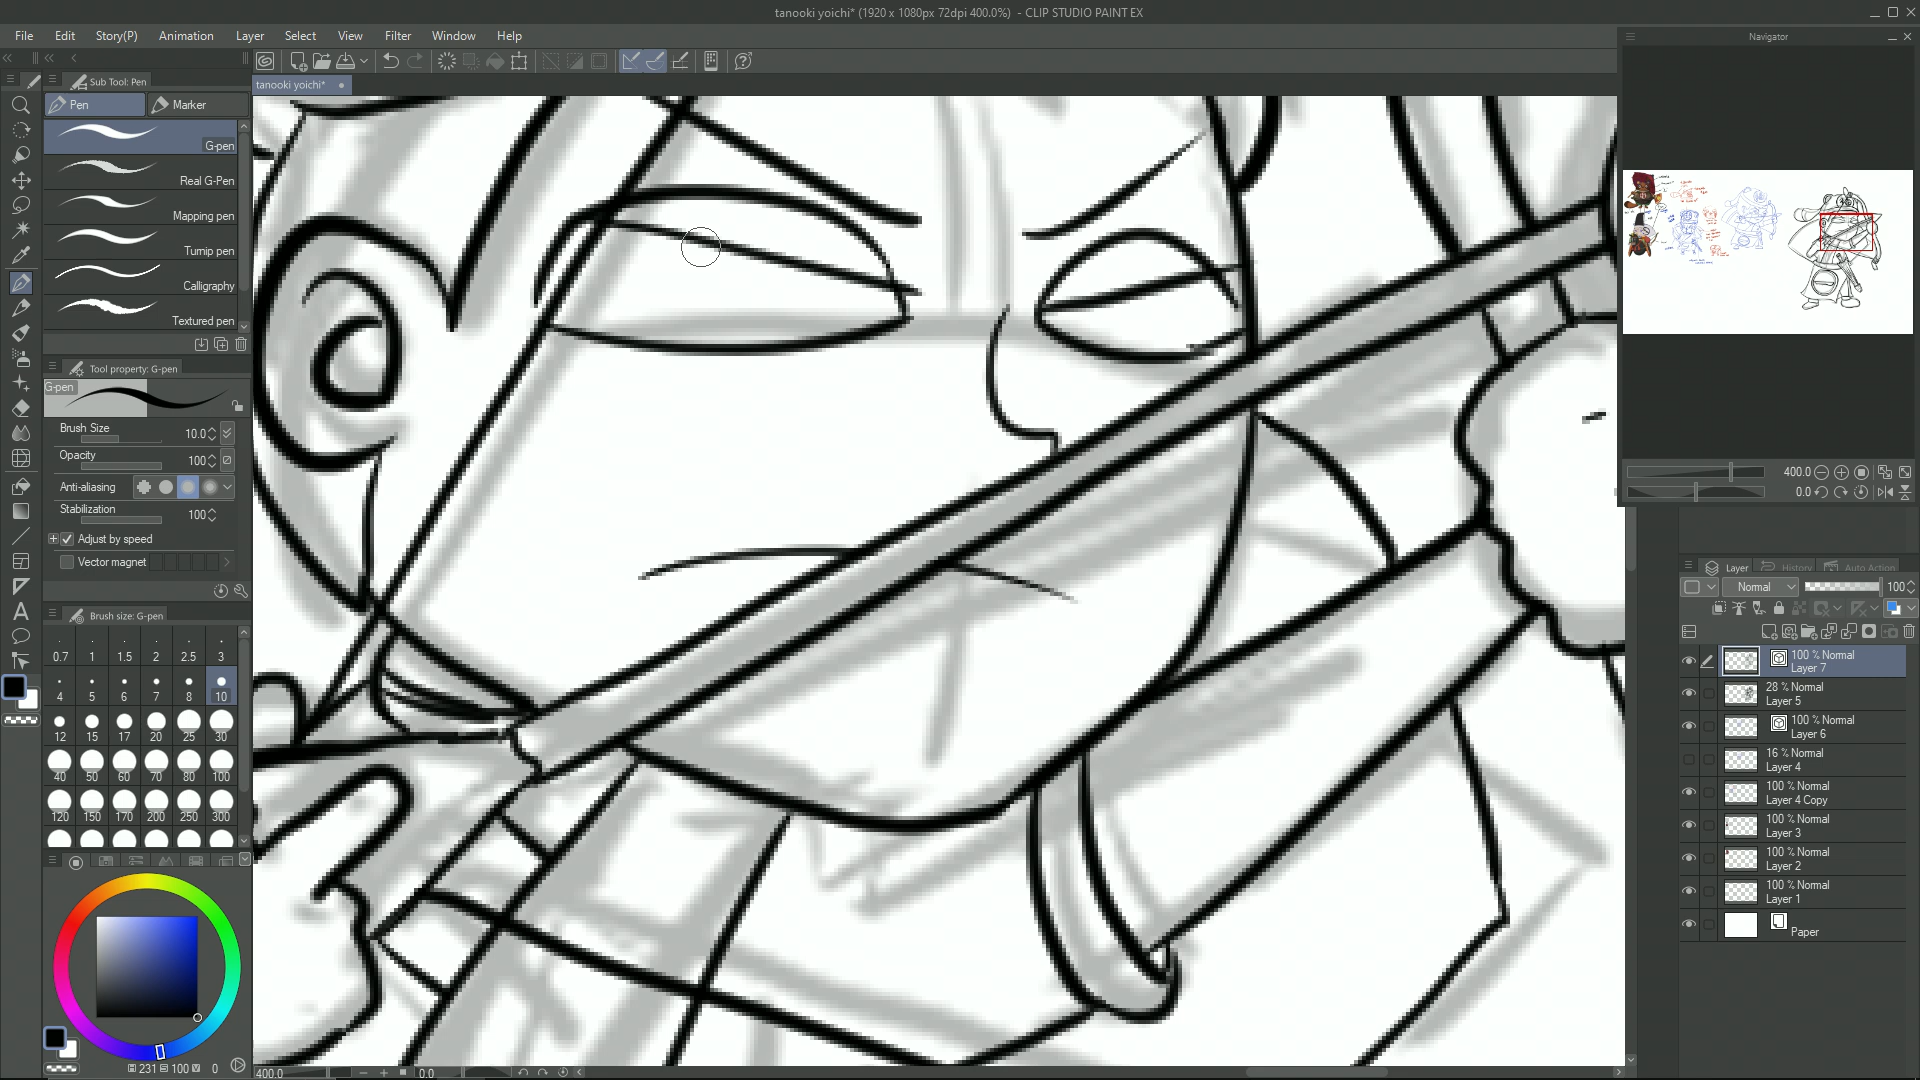 tanooki yoichi* (1920 x 1080px 72dpi 400.0%) - CLIP STUDIO PAINT EX
File Edit Story(P) Animation Layer Select View Filter Window Help
Navigator
Sub Tool: Pen
tanooki yoichi*
Pen Marker
G-pen
Real G-Pen
Mapping pen
Turnip pen
Calligraphy
Textured pen
Tool property: G-pen
G-pen
Brush Size 10.0
Opacity 100
Anti-aliasing
Stabilization 100
Adjust by speed
Vector magnet
Brush size: G-pen
0.7 1 1.5 2 2.5 3
4 5 6 7 8 10
12 15 17 20 25 30
40 50 60 70 80 100
120 150 170 200 250 300
231 100 0
400.0 0.0
400.0
0.0
Layer History Auto Action
Normal 100
100 % Normal
Layer 7
28 % Normal
Layer 5
100 % Normal
Layer 6
16 % Normal
Layer 4
100 % Normal
Layer 4 Copy
100 % Normal
Layer 3
100 % Normal
Layer 2
100 % Normal
Layer 1
Paper